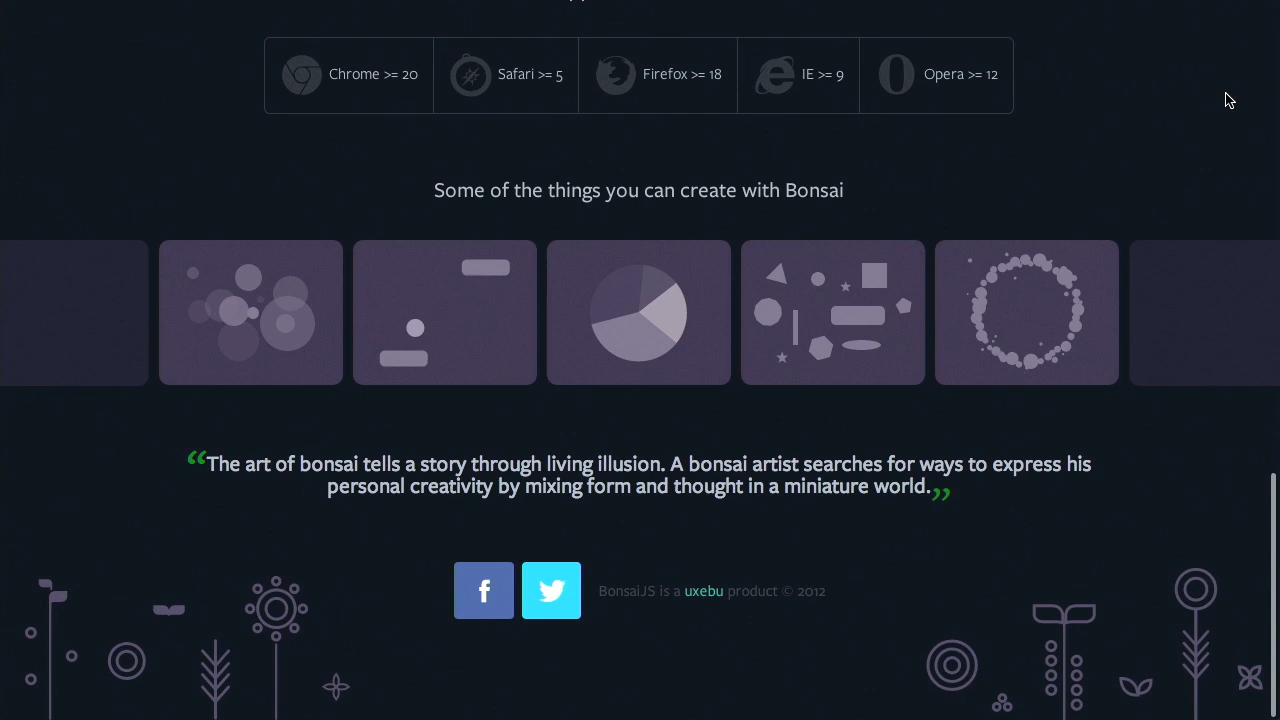 Chrome >= 20 Safari >= 5 Firefox >= 18 IE >= 9 Opera >= 12
Some of the things you can create with Bonsai
“The art of bonsai tells a story through living illusion. A bonsai artist searches for ways to express his
personal creativity by mixing form and thought in a miniature world.”
BonsaiJS is a uxebu product © 2012